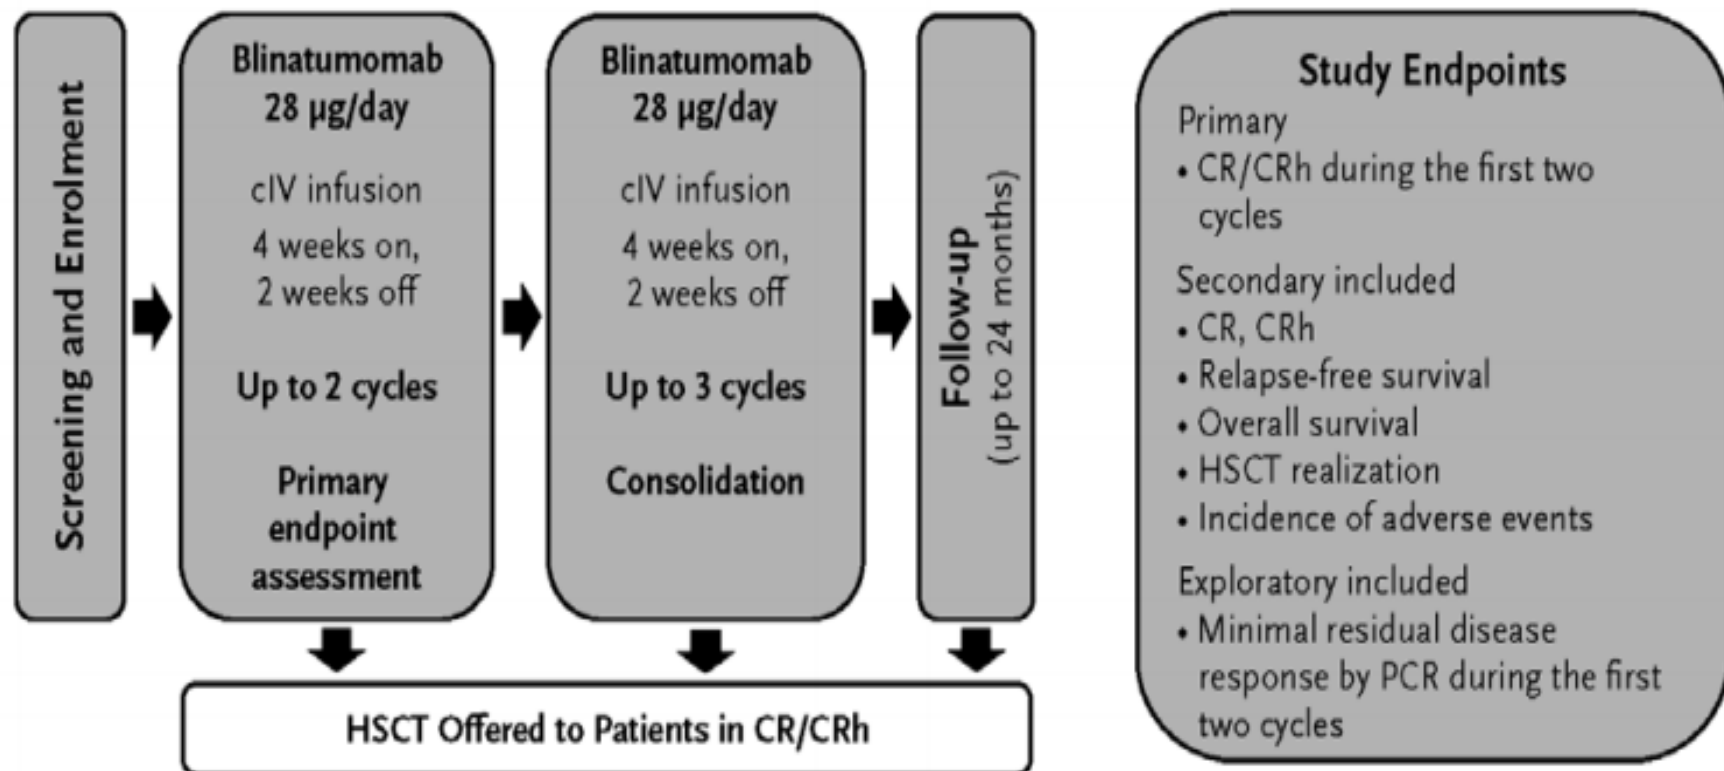 Screening and Enrolment
Blinatumomab
28 µg/day
cIV infusion
4 weeks on,
2 weeks off
Up to 2 cycles
Primary
endpoint
assessment
Blinatumomab
28 µg/day
cIV infusion
4 weeks on,
2 weeks off
Up to 3 cycles
Consolidation
Follow-up
(up to 24 months)
HSCT Offered to Patients in CR/CRh
Study Endpoints
Primary
• CR/CRh during the first two
cycles
Secondary included
• CR, CRh
• Relapse-free survival
• Overall survival
• HSCT realization
• Incidence of adverse events
Exploratory included
• Minimal residual disease
response by PCR during the first
two cycles